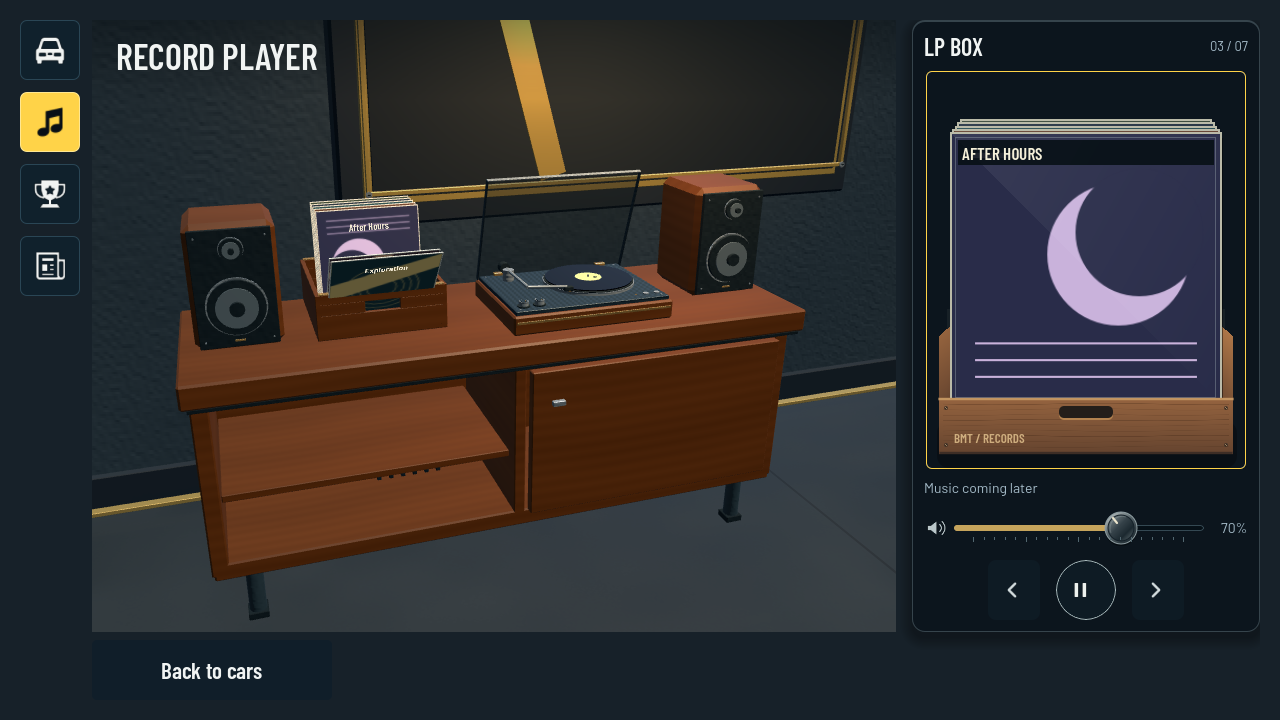 RECORD PLAYER
After Hours
Exploration
LP BOX
03 / 07
AFTER HOURS
BMT / RECORDS
Music coming later
70%
Back to cars